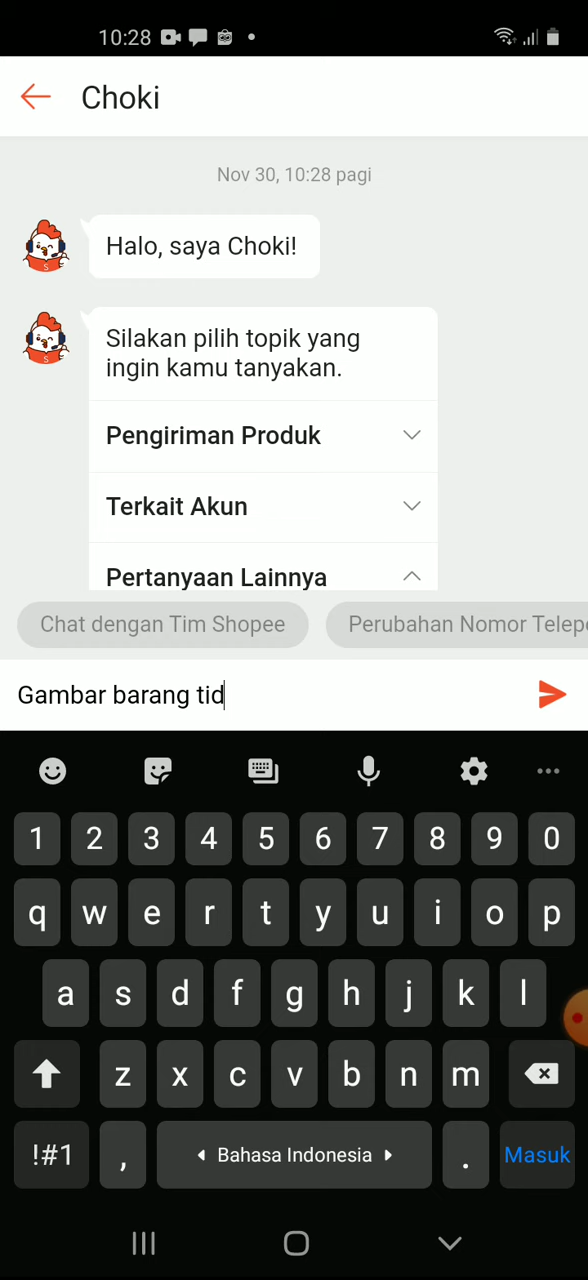 10:28
Choki
Nov 30, 10:28 pagi
Halo, saya Choki!
Silakan pilih topik yang
ingin kamu tanyakan.
Pengiriman Produk
Terkait Akun
Pertanyaan Lainnya
Chat dengan Tim Shopee
Perubahan Nomor Telep
Gambar barang tid
1 2 3 4 5 6 7 8 9 0
q w e r t y u i o p
a s d f g h j k l
z x c v b n m
!#1 , Bahasa Indonesia . Masuk